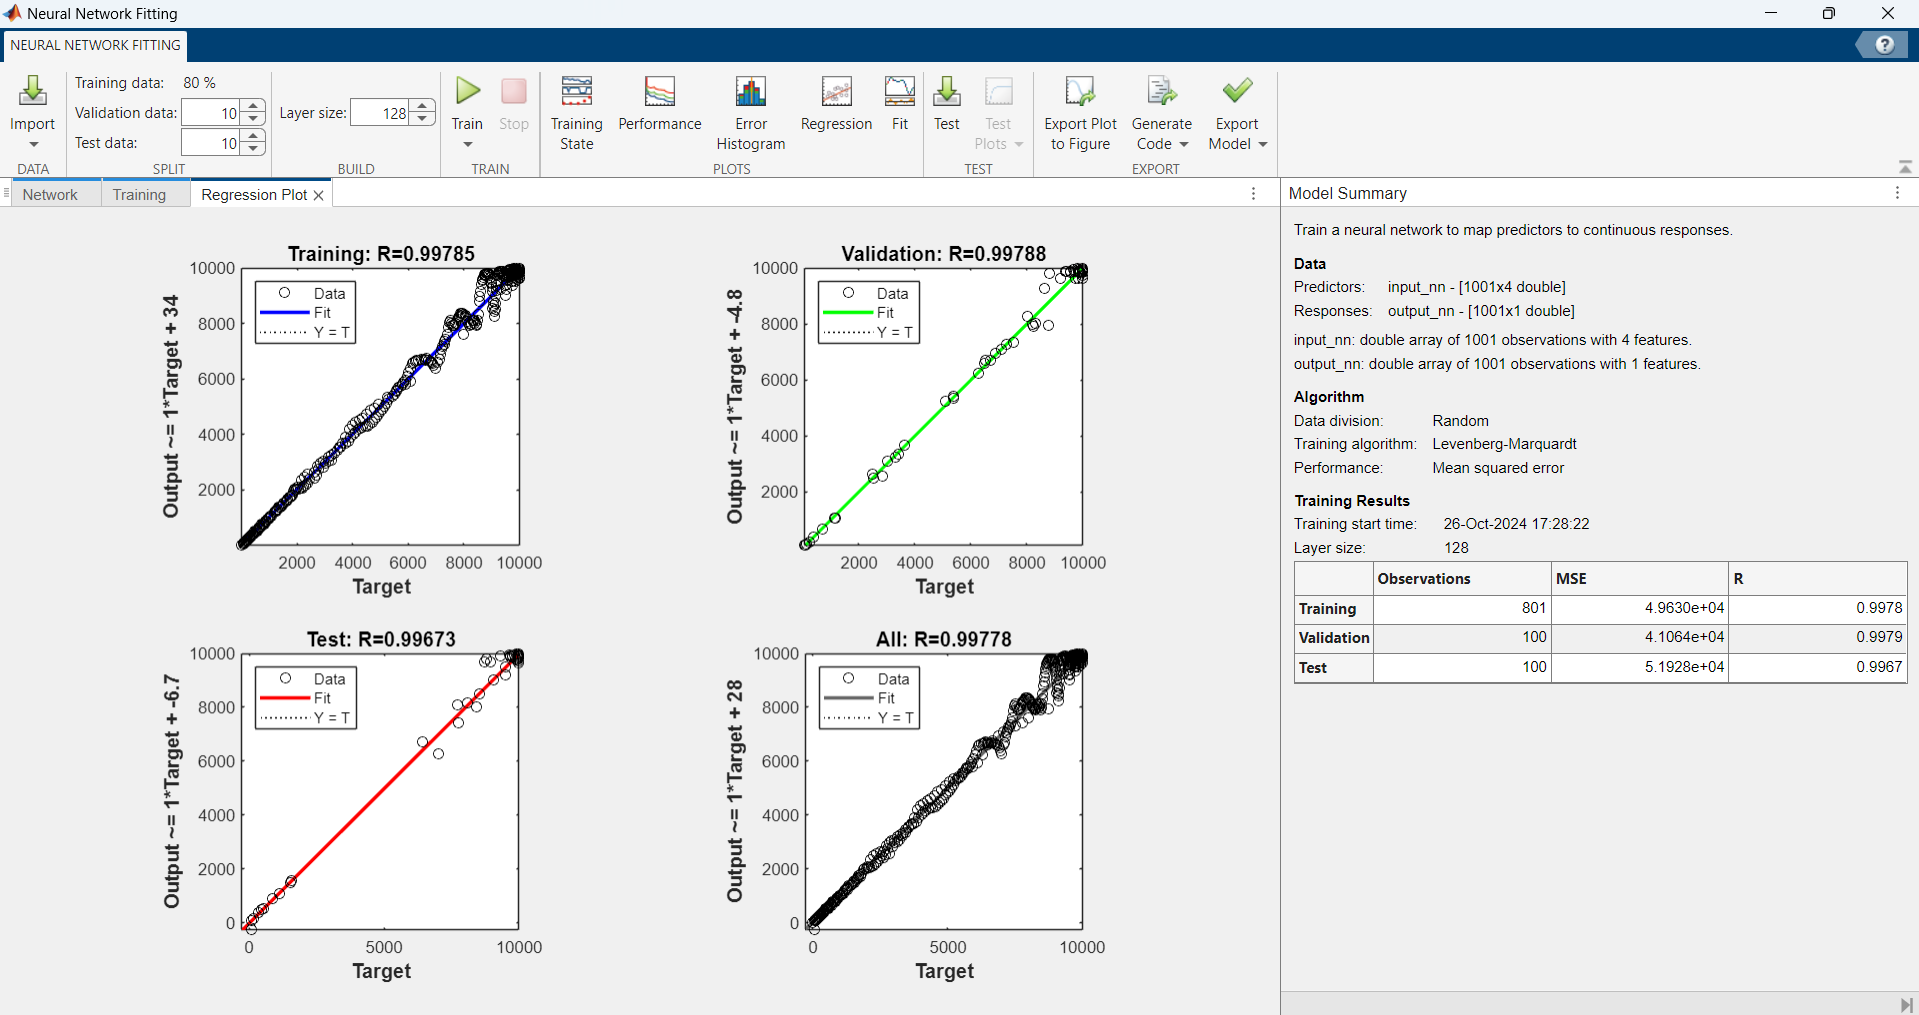 Neural Network Fitting
NEURAL NETWORK FITTING
?
Import
DATA
Training data: 80 %
Validation data: 10
Test data: 10
SPLIT
Layer size: 128
BUILD
Train
Stop
TRAIN
Training
State
Performance
Error
Histogram
Regression
Fit
PLOTS
Test
Test
Plots
TEST
Export Plot
to Figure
Generate
Code
Export
Model
EXPORT
Network
Training
Regression Plot
Training: R=0.99785
Output ~= 1*Target + 34
10000
8000
6000
4000
2000
Data
Fit
Y = T
2000 4000 6000 8000 10000
Target
Validation: R=0.99788
Output ~= 1*Target + -4.8
10000
8000
6000
4000
2000
Data
Fit
Y = T
2000 4000 6000 8000 10000
Target
Test: R=0.99673
Output ~= 1*Target + -6.7
10000
8000
6000
4000
2000
0
Data
Fit
Y = T
0 5000 10000
Target
All: R=0.99778
Output ~= 1*Target + 28
10000
8000
6000
4000
2000
0
Data
Fit
Y = T
0 5000 10000
Target
Model Summary
Train a neural network to map predictors to continuous responses.
Data
Predictors: input_nn - [1001x4 double]
Responses: output_nn - [1001x1 double]
input_nn: double array of 1001 observations with 4 features.
output_nn: double array of 1001 observations with 1 features.
Algorithm
Data division: Random
Training algorithm: Levenberg-Marquardt
Performance: Mean squared error
Training Results
Training start time: 26-Oct-2024 17:28:22
Layer size: 128
Observations MSE R
Training 801 4.9630e+04 0.9978
Validation 100 4.1064e+04 0.9979
Test 100 5.1928e+04 0.9967